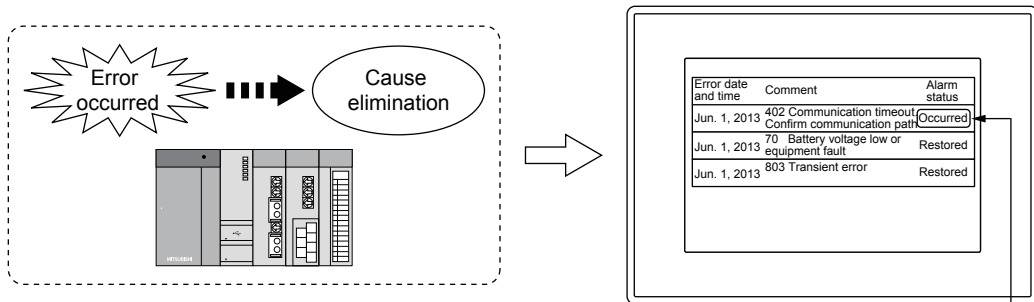 Error
occurred
Cause
elimination
MITSUBISHI
Error date
and time
Comment
Alarm
status
Jun. 1, 2013
402 Communication timeout.
Confirm communication path
Occurred
Jun. 1, 2013
70 Battery voltage low or
equipment fault
Restored
Jun. 1, 2013
803 Transient error
Restored